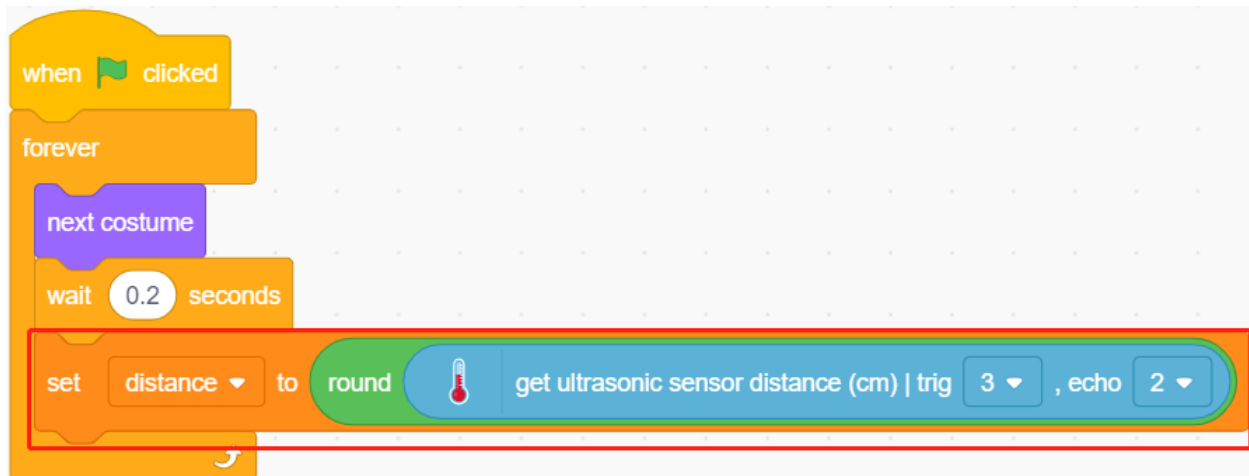 when clicked
forever
next costume
wait 0.2 seconds
set distance to round get ultrasonic sensor distance (cm) | trig 3 , echo 2